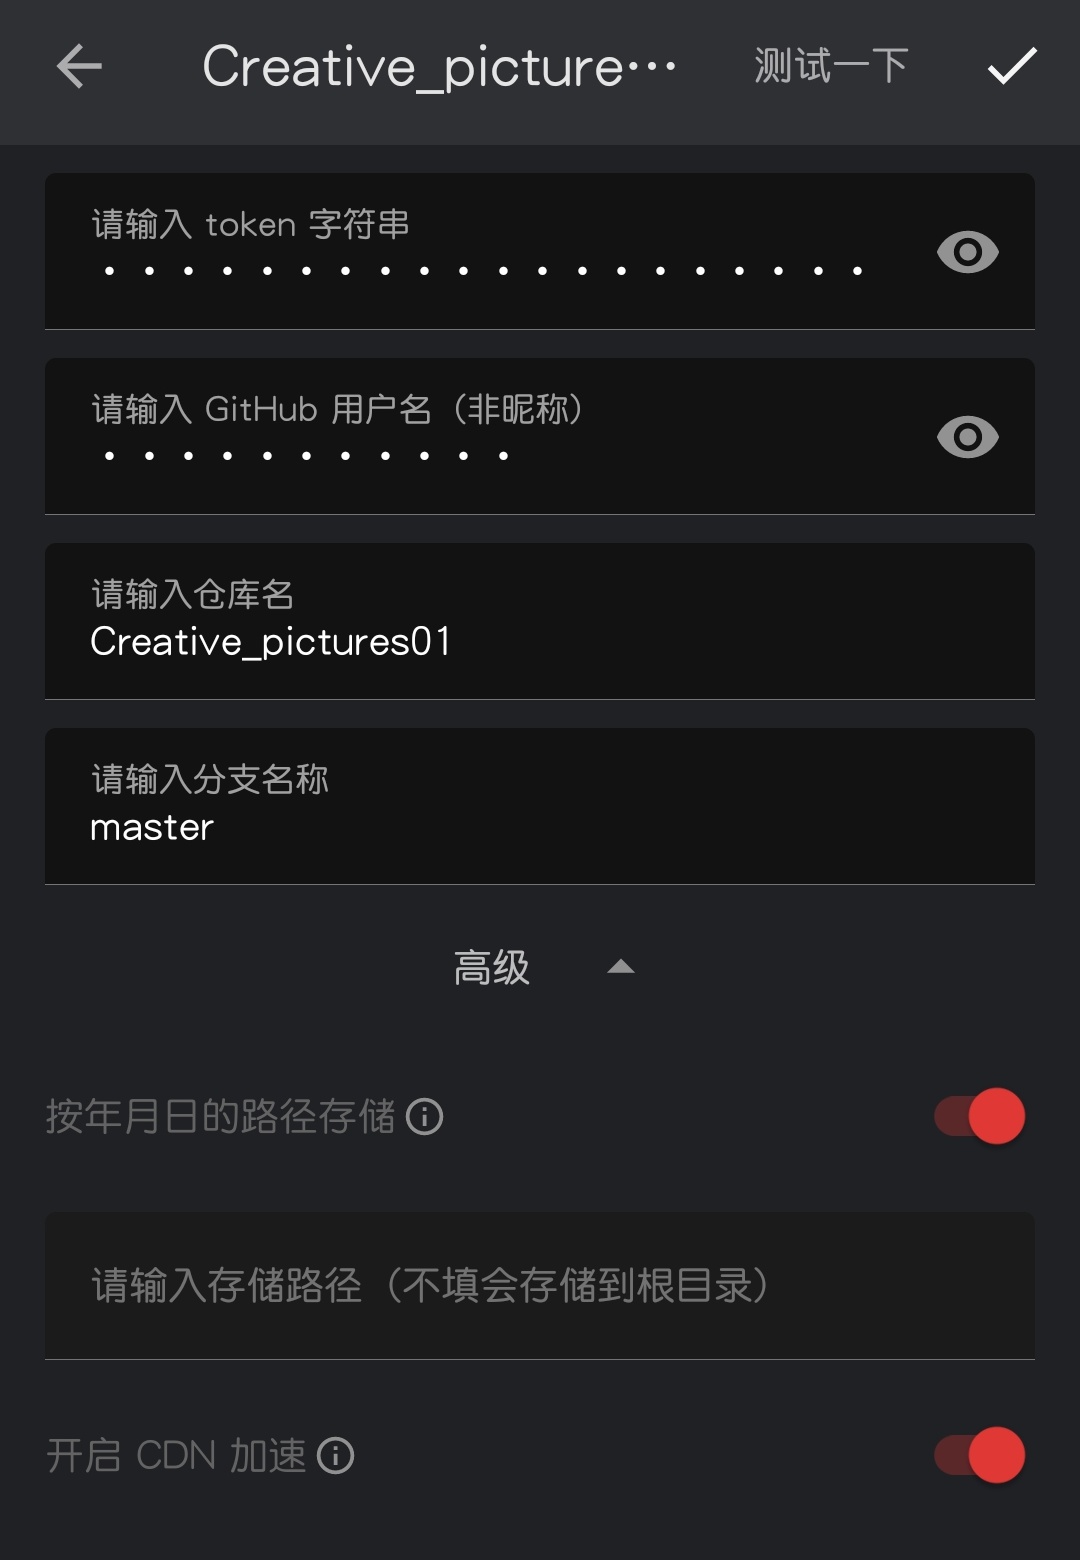 Creative_picture··· 测试一下
请输入 token 字符串
• • • • • • • • • • • • • • • • • • • •
请输入 GitHub 用户名（非昵称）
• • • • • • • • • • •
请输入仓库名
Creative_pictures01
请输入分支名称
master
高级
按年月日的路径存储
请输入存储路径（不填会存储到根目录）
开启 CDN 加速